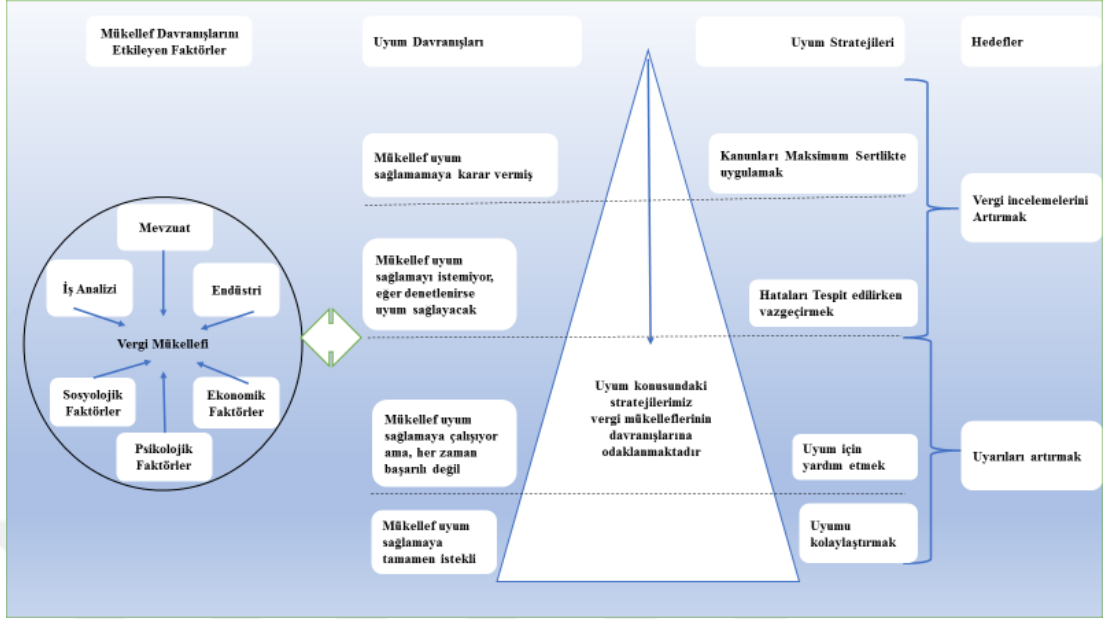 Mükellef Davranışlarını
Etkileyen Faktörler
Uyum Davranışları
Uyum Stratejileri
Hedefler
Mevzuat
İş Analizi
Endüstri
Vergi Mükellefi
Sosyolojik
Faktörler
Ekonomik
Faktörler
Psikolojik
Faktörler
Mükellef uyum
sağlamamaya karar vermiş
Mükellef uyum
sağlamayı istemiyor,
eğer denetlenirse
uyum sağlayacak
Mükellef uyum
sağlamaya çalışıyor
ama, her zaman
başarılı değil
Mükellef uyum
sağlamaya
tamamen istekli
Uyum konusundaki
stratejilerimiz
vergi mükelleflerinin
davranışlarına
odaklanmaktadır
Kanunları Maksimum Sertlikte
uygulamak
Hataları Tespit edilirken
vazgeçirmek
Uyum için
yardım etmek
Uyumu
kolaylaştırmak
Vergi incelemelerini
Artırmak
Uyarıları artırmak